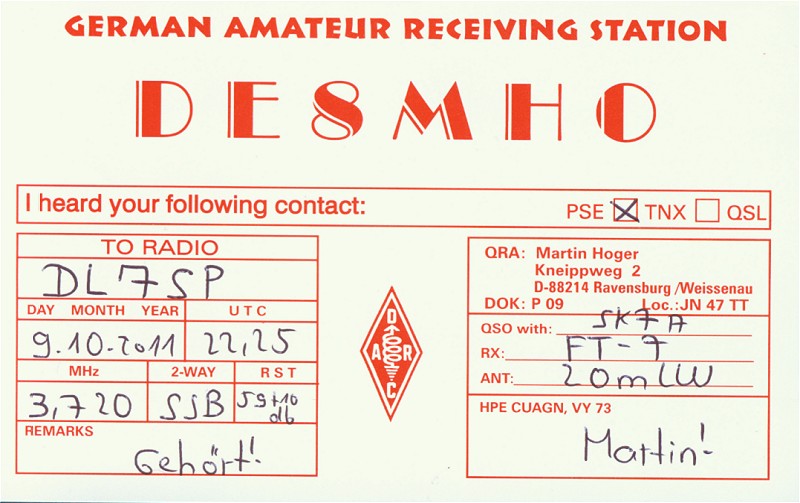 GERMAN AMATEUR RECEIVING STATION
DE8MHO
I heard your following contact: PSE ☒ TNX ☐ QSL
TO RADIO
DL7SP
DAY MONTH YEAR UTC
9.10.2011 22,25
MHz 2-WAY RST
3,720 SSB 59+10 db
REMARKS
Gehört!
D
A R
C
QRA: Martin Hoger
Kneippweg 2
D-88214 Ravensburg /Weissenau
DOK: P 09 Loc.: JN 47 TT
QSO with: SK7A
RX: FT-7
ANT: 20m LW
HPE CUAGN, VY 73
Martin!